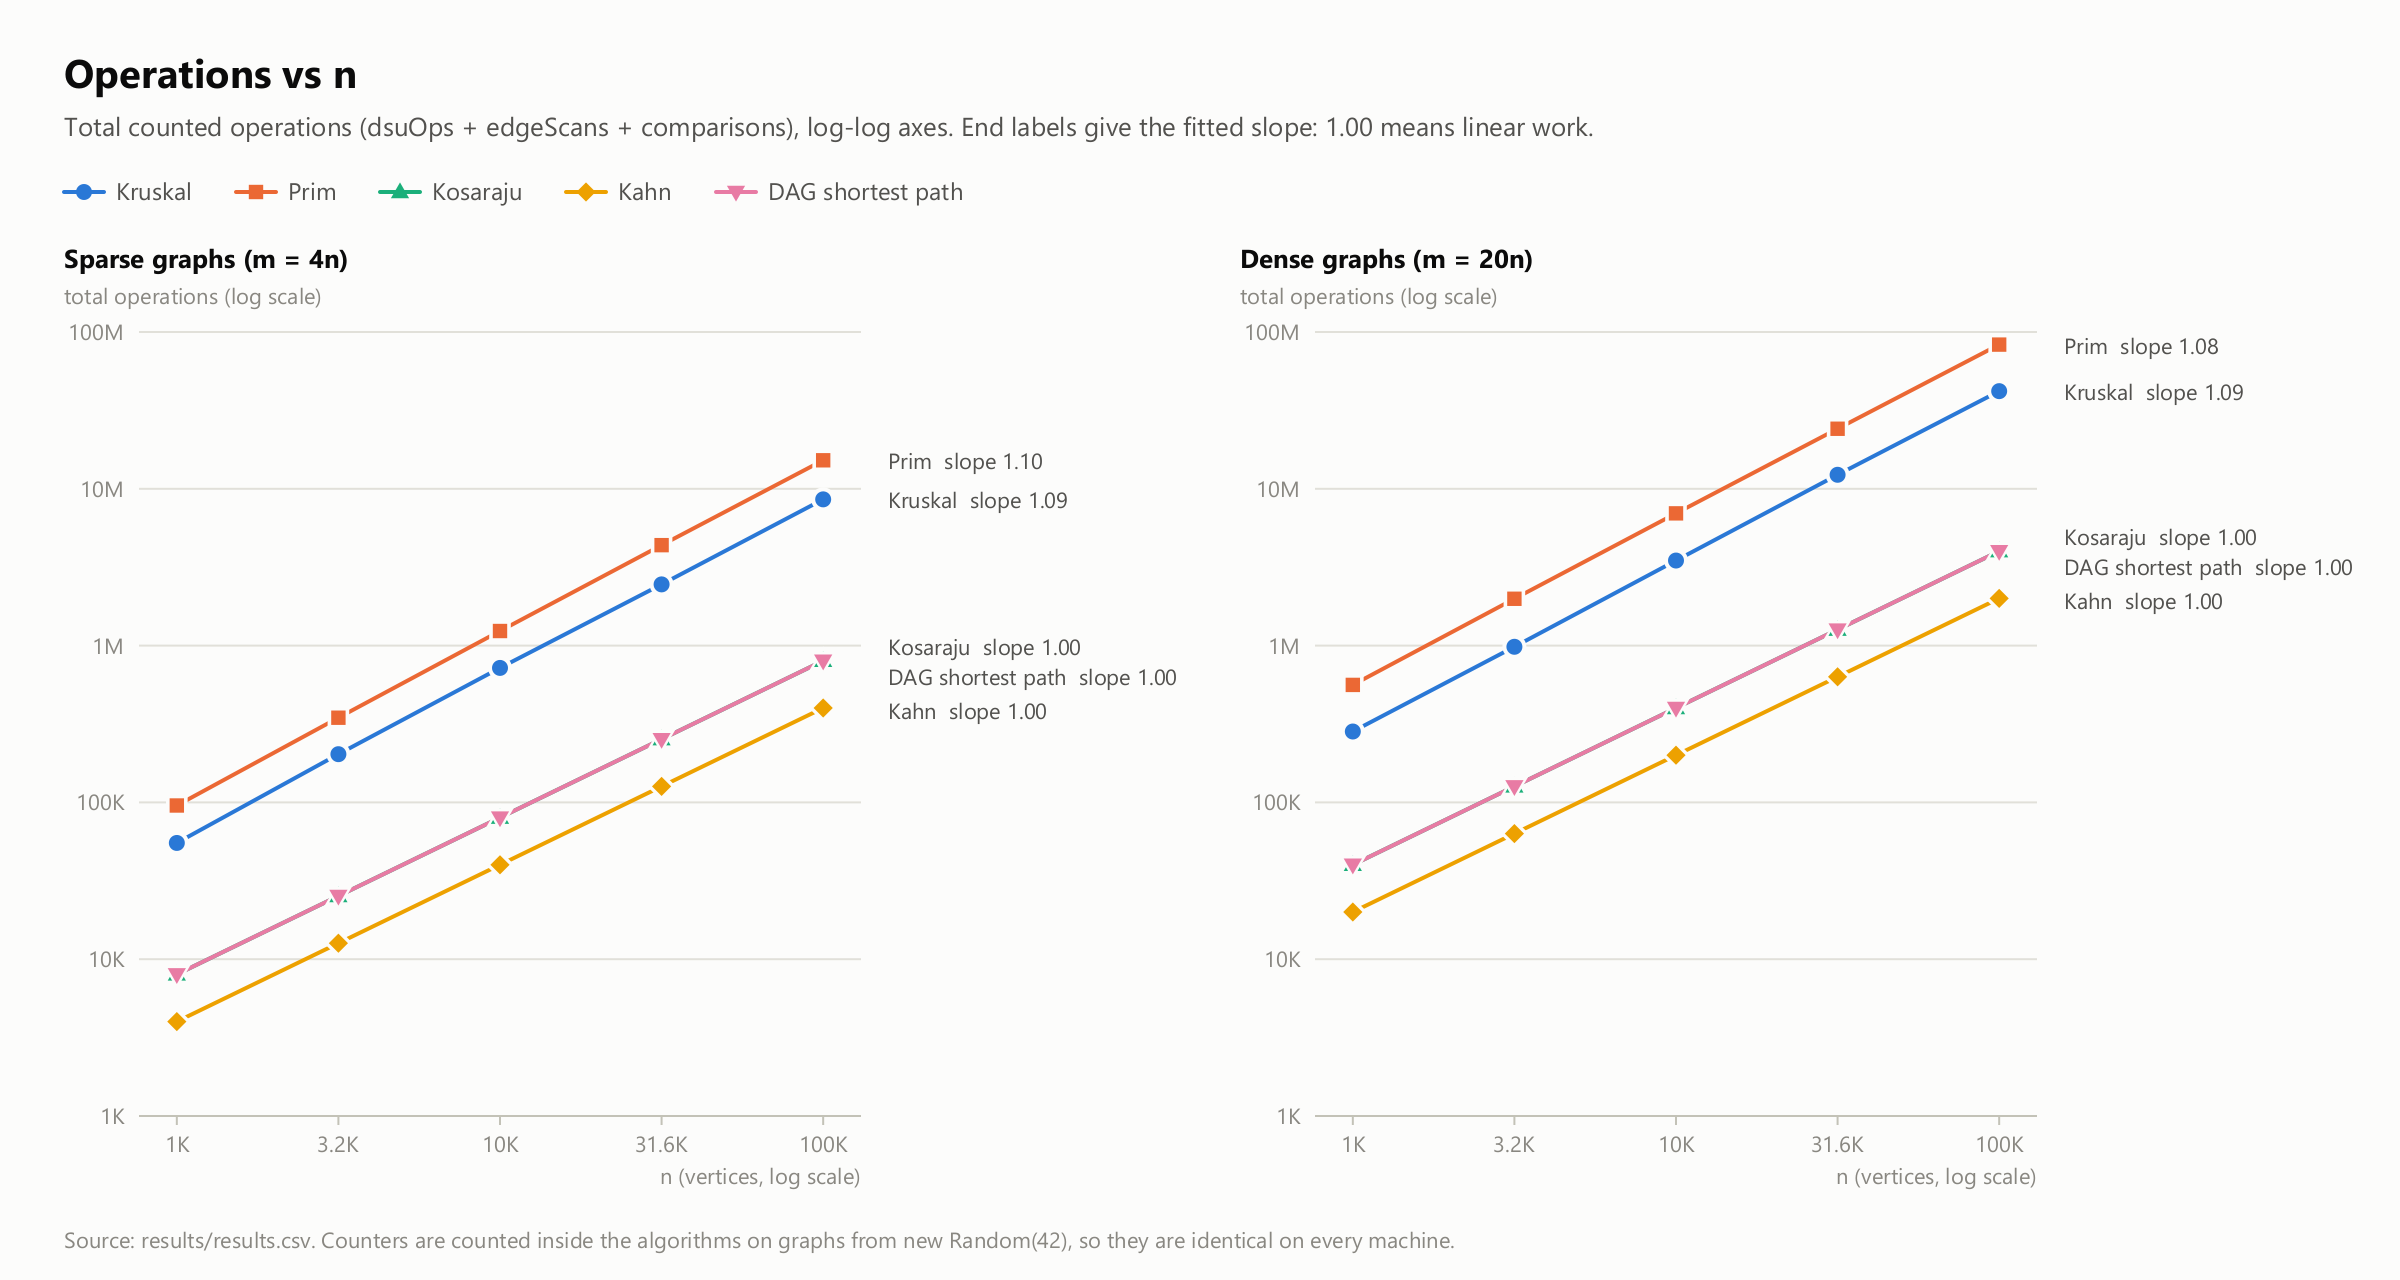 Operations vs n
Total counted operations (dsuOps + edgeScans + comparisons), log-log axes. End labels give the fitted slope: 1.00 means linear work.
Kruskal Prim Kosaraju Kahn DAG shortest path
Sparse graphs (m = 4n)
total operations (log scale)
100M
10M
1M
100K
10K
1K
Prim slope 1.10
Kruskal slope 1.09
Kosaraju slope 1.00
DAG shortest path slope 1.00
Kahn slope 1.00
1K 3.2K 10K 31.6K 100K
n (vertices, log scale)
Dense graphs (m = 20n)
total operations (log scale)
100M
10M
1M
100K
10K
1K
Prim slope 1.08
Kruskal slope 1.09
Kosaraju slope 1.00
DAG shortest path slope 1.00
Kahn slope 1.00
1K 3.2K 10K 31.6K 100K
n (vertices, log scale)
Source: results/results.csv. Counters are counted inside the algorithms on graphs from new Random(42), so they are identical on every machine.